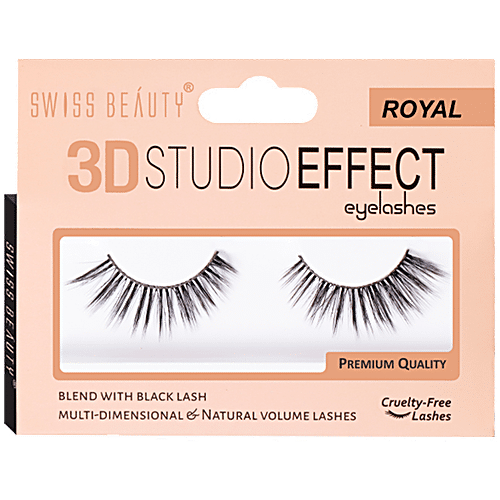 SWISS BEÁUTY®
ROYAL
3D STUDIO EFFECT
eyelashes
SWISS BEAUTY
PREMIUM QUALITY
BLEND WITH BLACK LASH
MULTI-DIMENSIONAL & NATURAL VOLUME LASHES
Cruelty-Free
Lashes